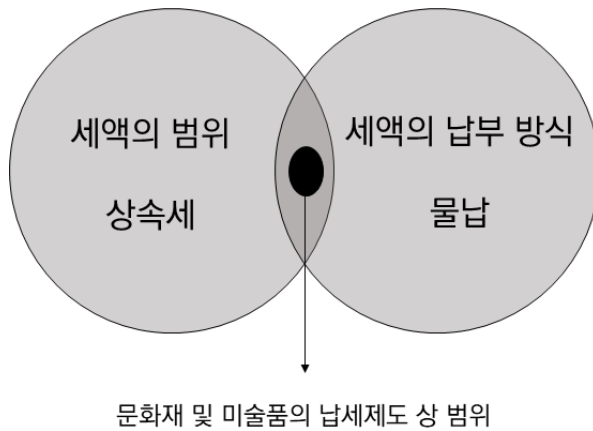 세액의 범위
상속세
세액의 납부 방식
물납
문화재 및 미술품의 납세제도 상 범위